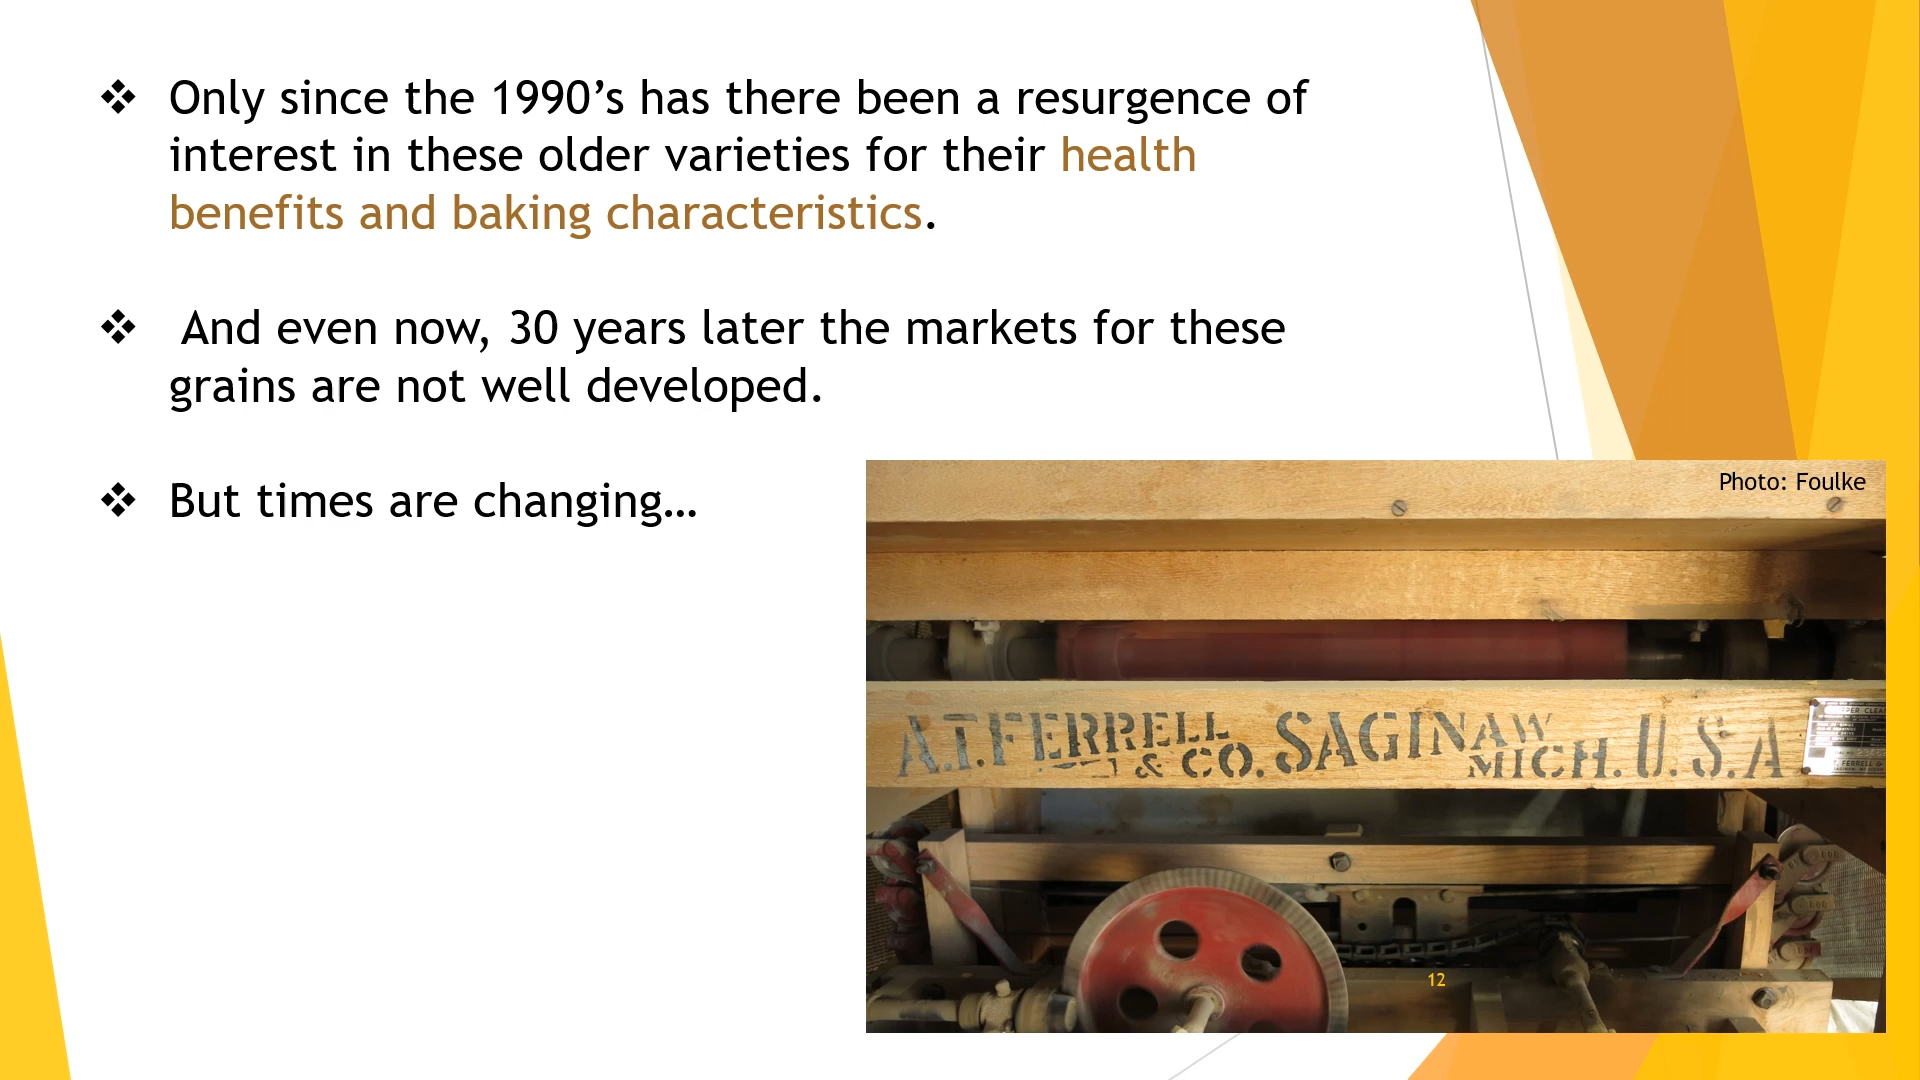 ❖ Only since the 1990’s has there been a resurgence of
interest in these older varieties for their health
benefits and baking characteristics.
❖ And even now, 30 years later the markets for these
grains are not well developed.
❖ But times are changing…
Photo: Foulke
A.T. FERRELL & CO. SAGINAW MICH. U.S.A
FERRELL &
12